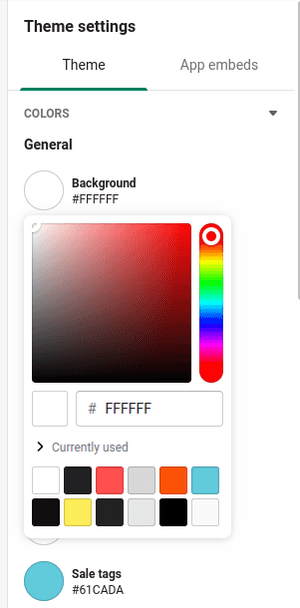 Theme settings
Theme App embeds
COLORS
General
Background
#FFFFFF
# FFFFFF
Currently used
Sale tags
#61CADA